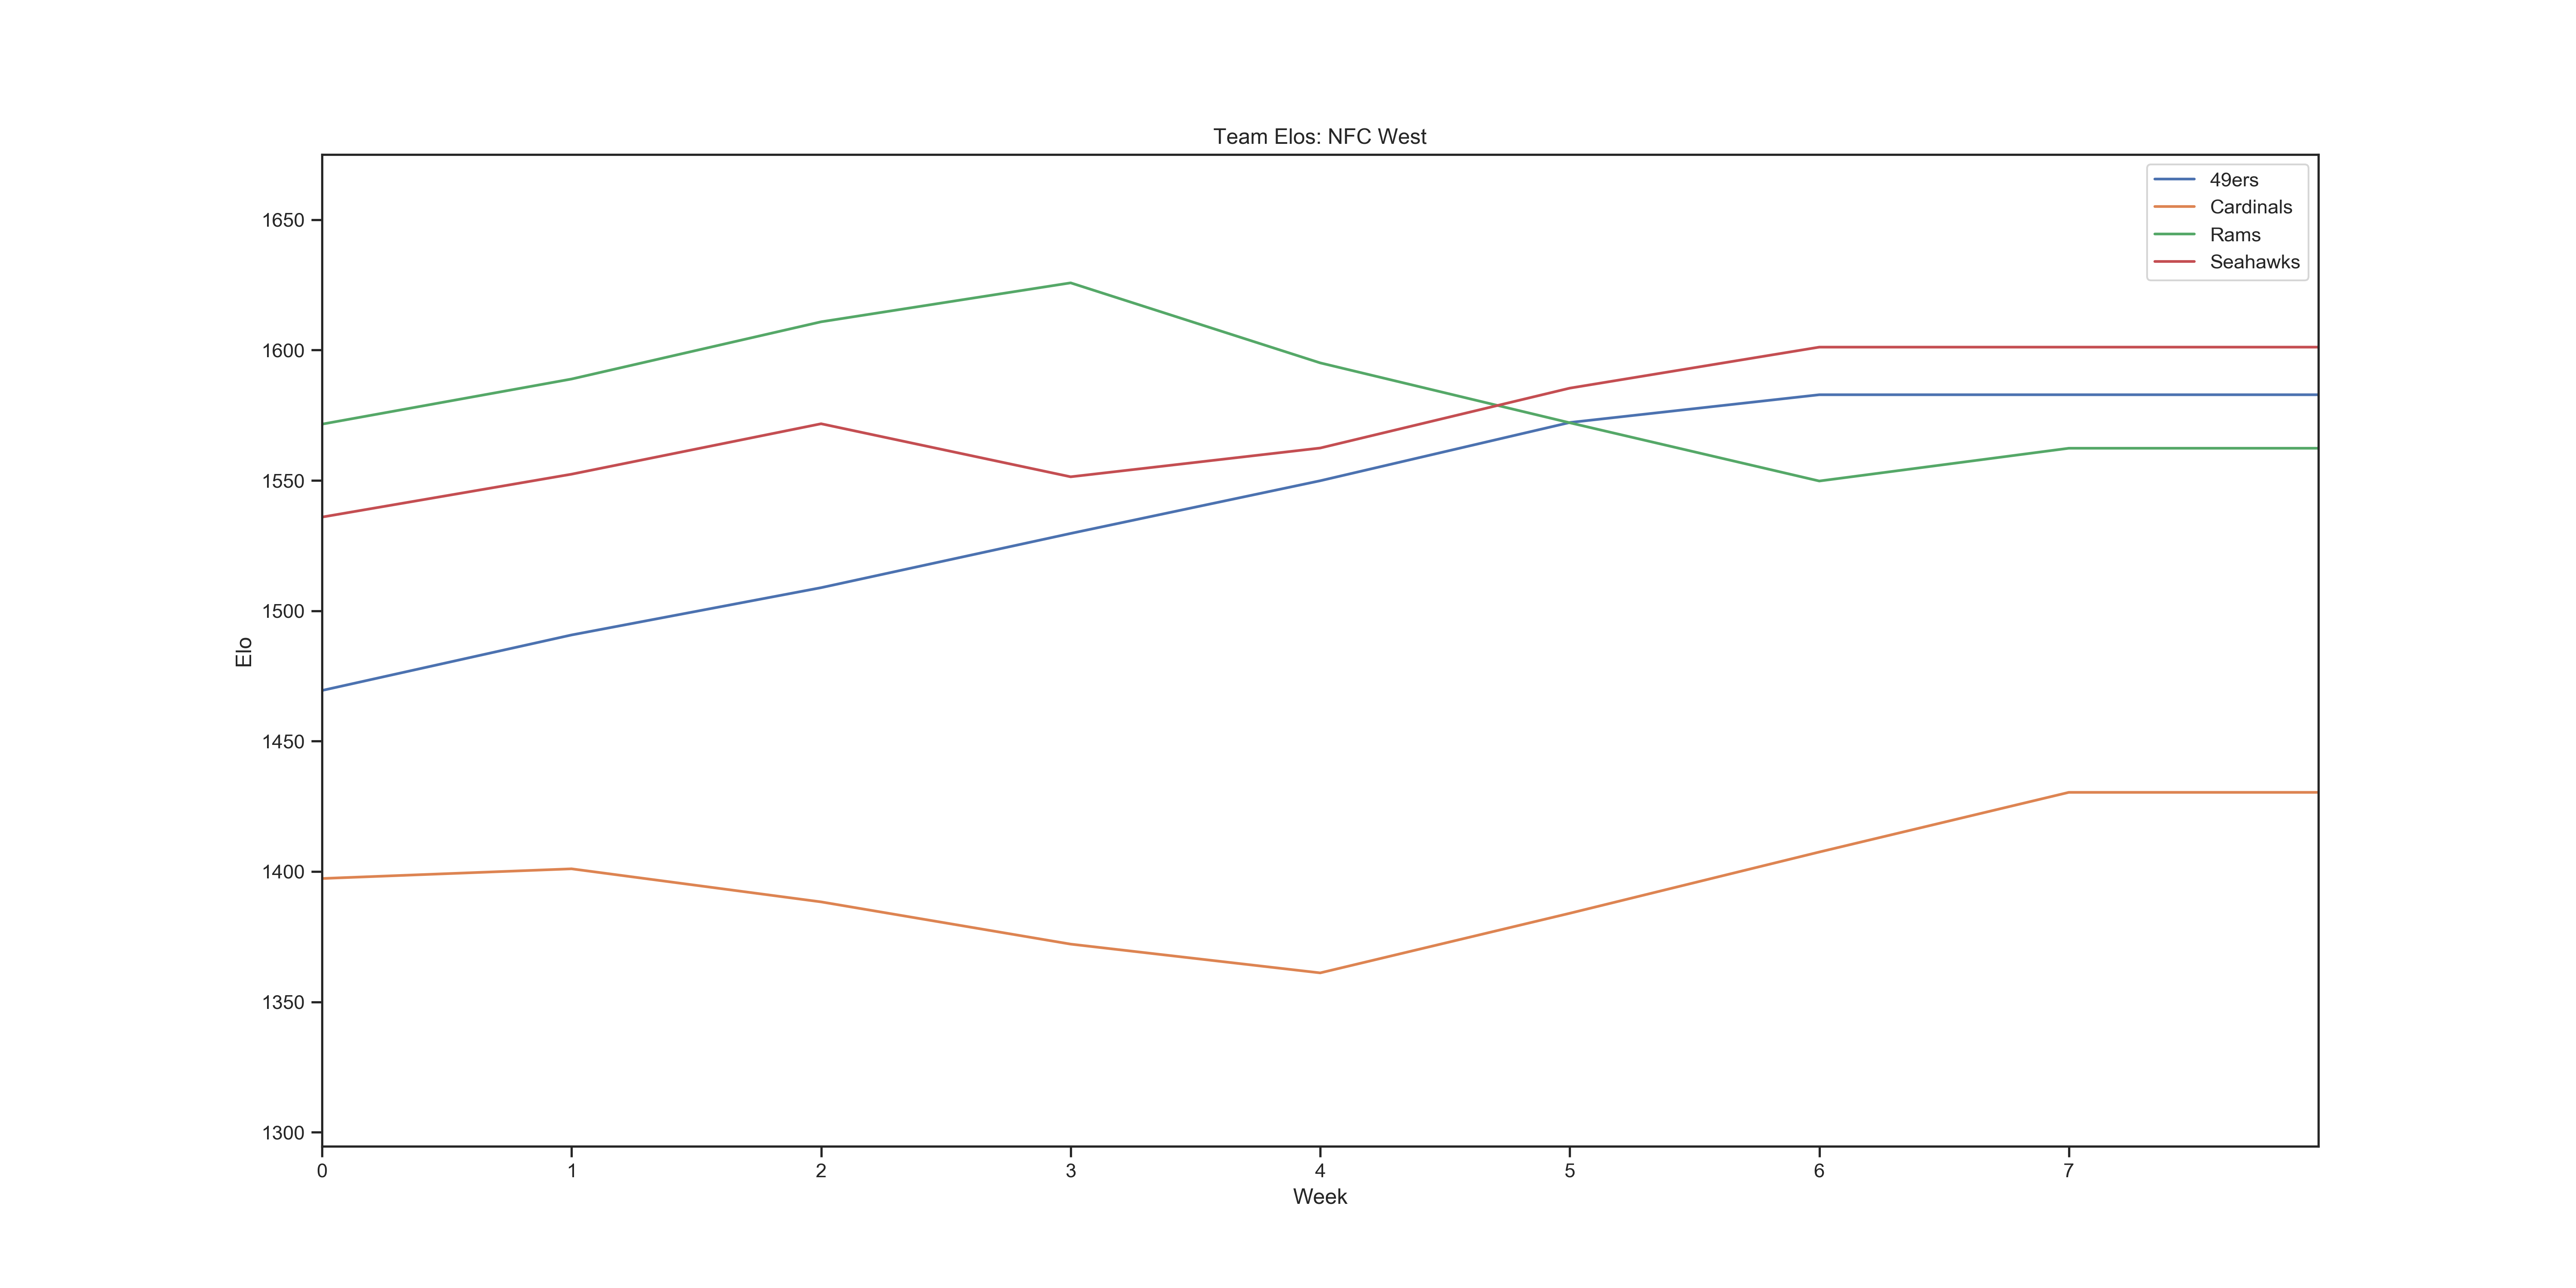 Team Elos: NFC West
49ers
Cardinals
Rams
Seahawks
1650
1600
1550
1500
1450
1400
1350
1300
Elo
0 1 2 3 4 5 6 7
Week